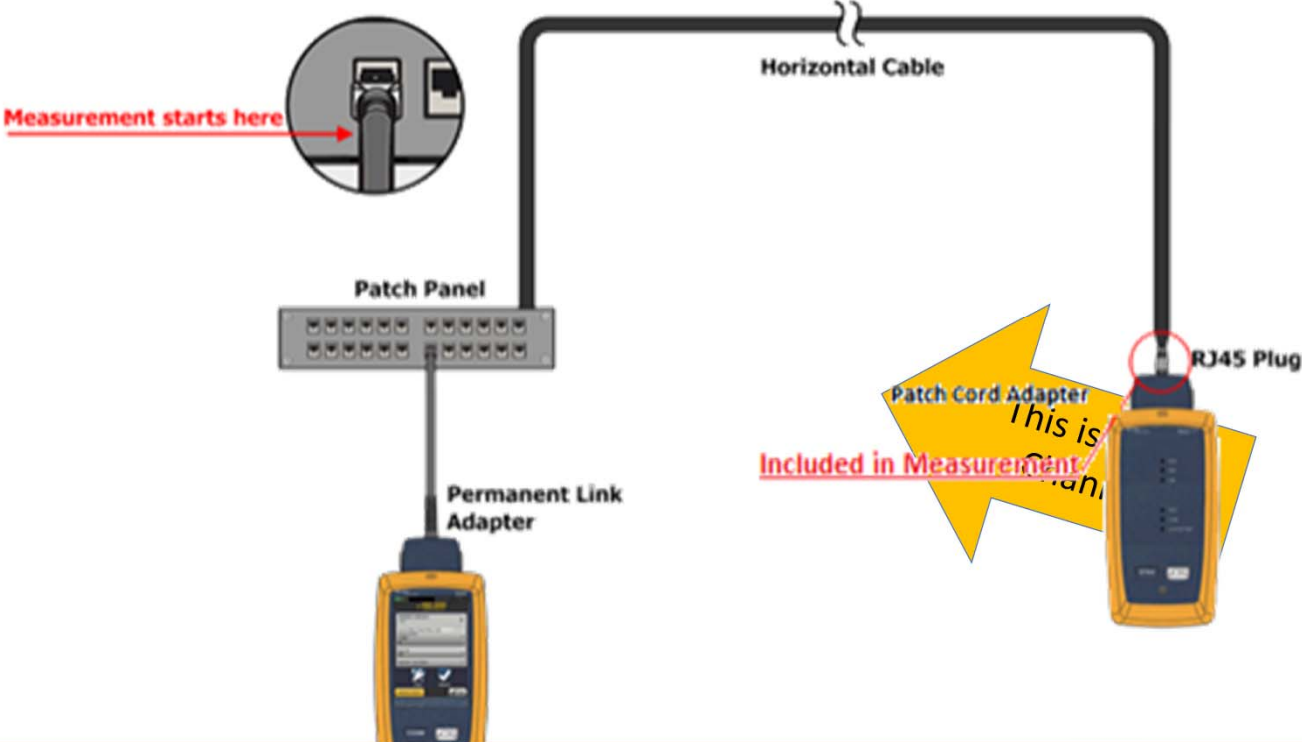 Horizontal Cable
Measurement starts here
Patch Panel
RJ45 Plug
Patch Cord Adapter
This is
Included in Measurement
Permanent Link
Adapter